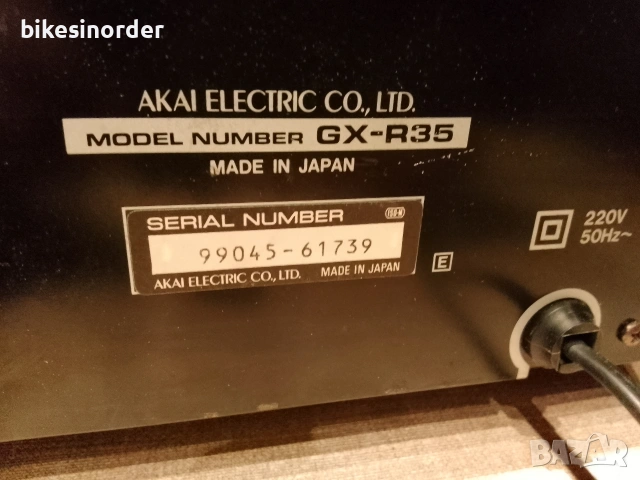 bikesinorder
AKAI ELECTRIC CO., LTD.
MODEL NUMBER GX-R35
MADE IN JAPAN
SERIAL NUMBER
99045-61739
AKAI ELECTRIC CO., LTD. MADE IN JAPAN
E
220V
50Hz~
BAZAR